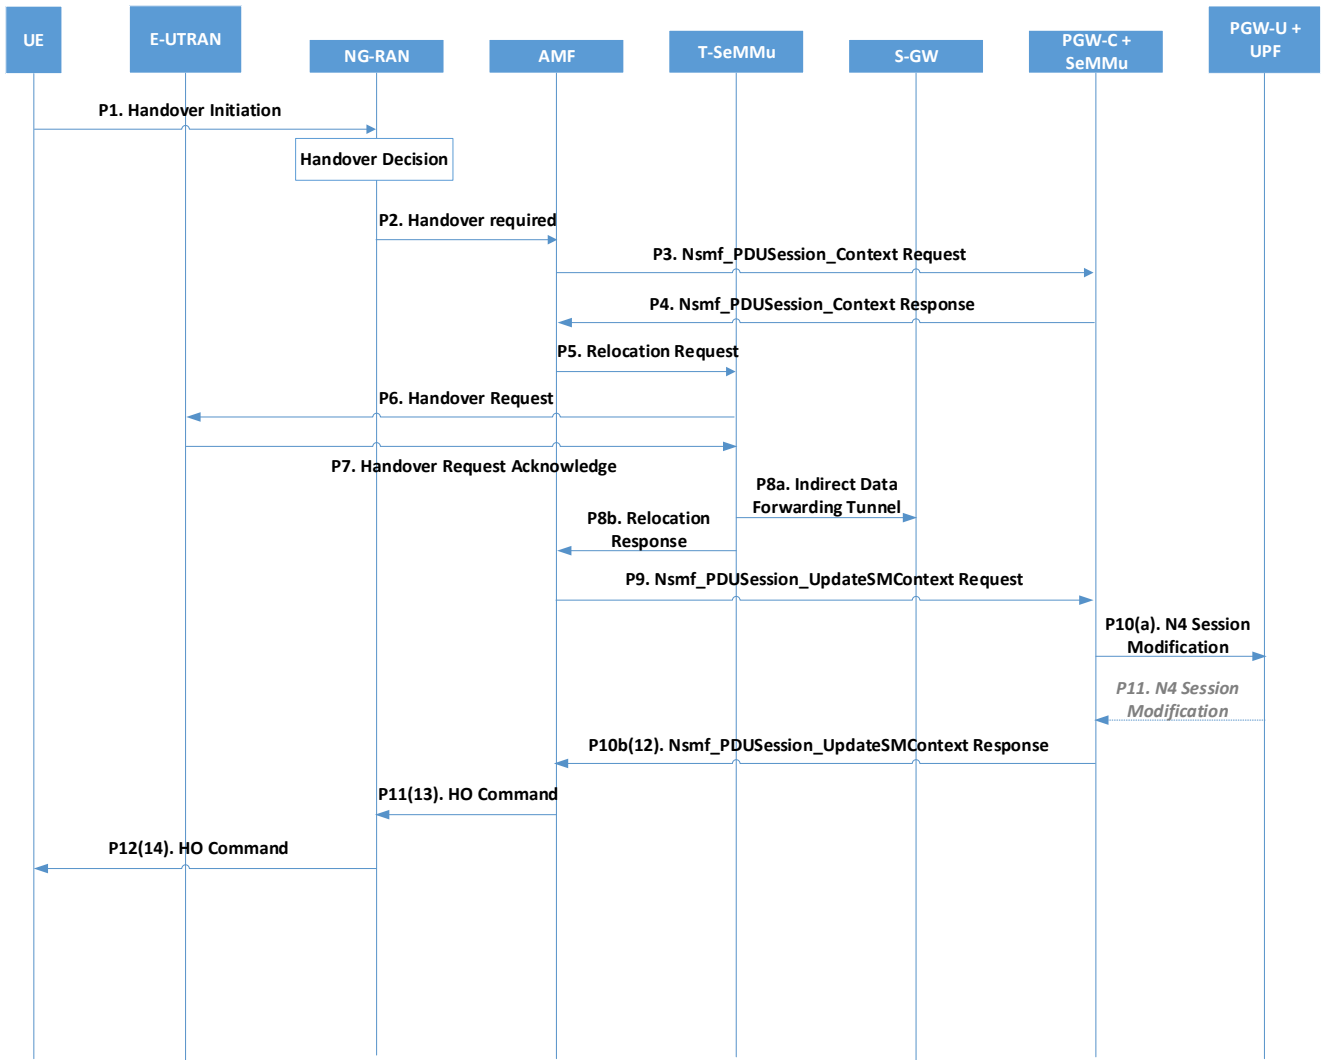 UE
E-UTRAN
NG-RAN
AMF
T-SeMMu
S-GW
PGW-C +
SeMMu
PGW-U +
UPF
P1. Handover Initiation
Handover Decision
P2. Handover required
P3. Nsmf_PDUSession_Context Request
P4. Nsmf_PDUSession_Context Response
P5. Relocation Request
P6. Handover Request
P7. Handover Request Acknowledge
P8a. Indirect Data
Forwarding Tunnel
P8b. Relocation
Response
P9. Nsmf_PDUSession_UpdateSMContext Request
P10(a). N4 Session
Modification
P11. N4 Session
Modification
P10b(12). Nsmf_PDUSession_UpdateSMContext Response
P11(13). HO Command
P12(14). HO Command